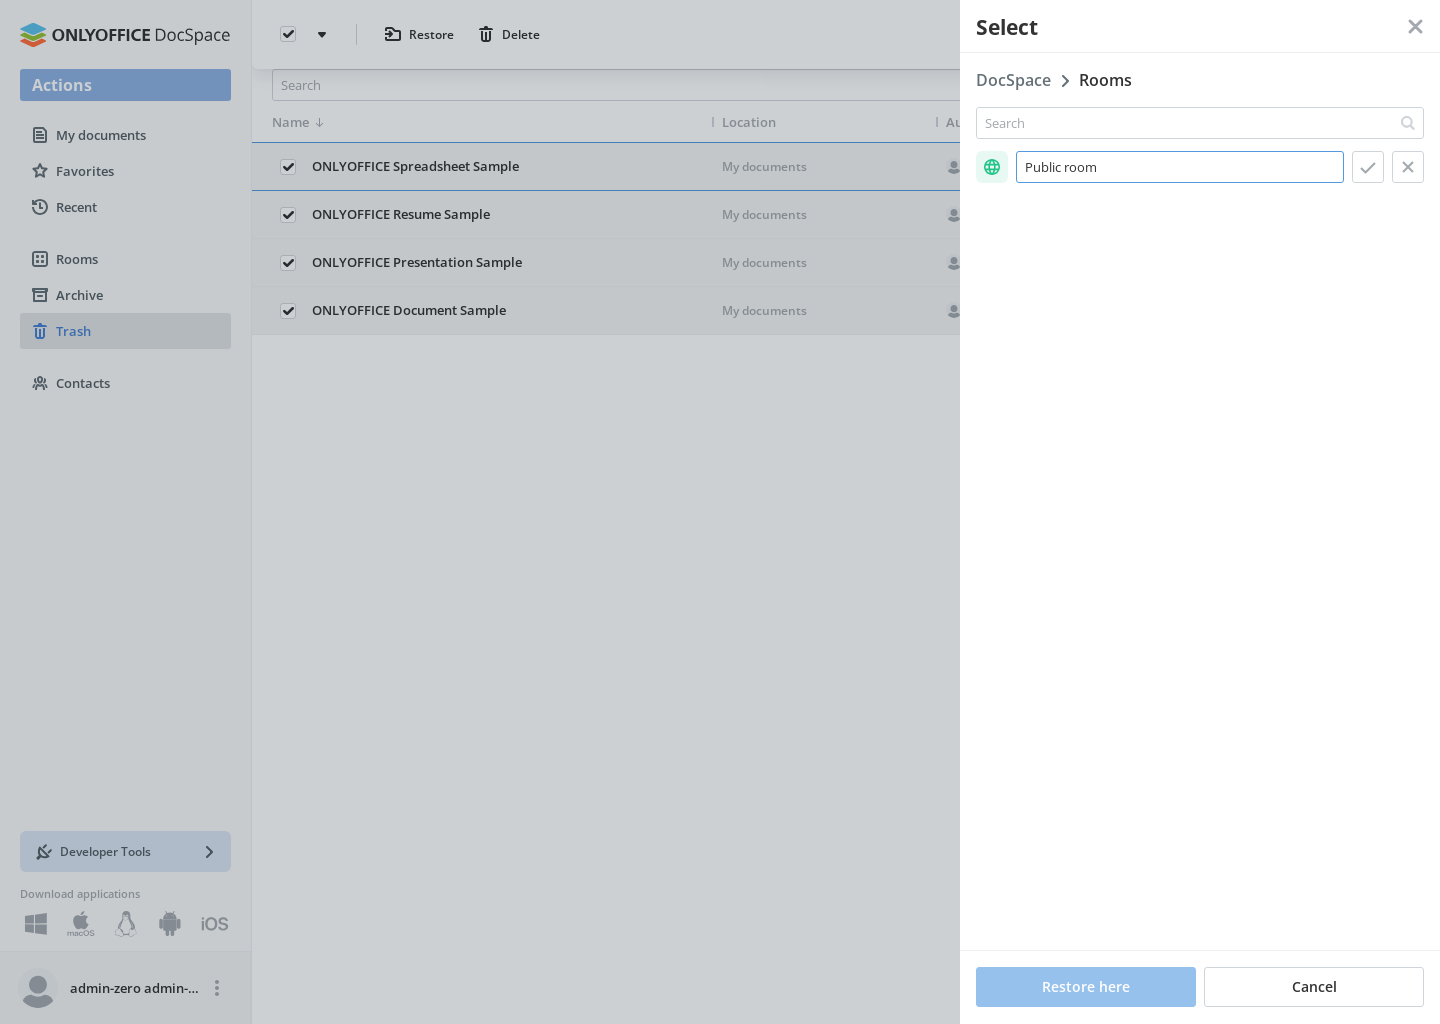 ONLYOFFICE DocSpace
Actions
My documents
Favorites
Recent
Rooms
Archive
Trash
Contacts
Developer Tools
Download applications
macOS
iOS
admin-zero admin-...
Restore
Delete
Search
Name
Location
Au
ONLYOFFICE Spreadsheet Sample
My documents
ONLYOFFICE Resume Sample
My documents
ONLYOFFICE Presentation Sample
My documents
ONLYOFFICE Document Sample
My documents
Select
DocSpace
Rooms
Search
Public room
Restore here
Cancel